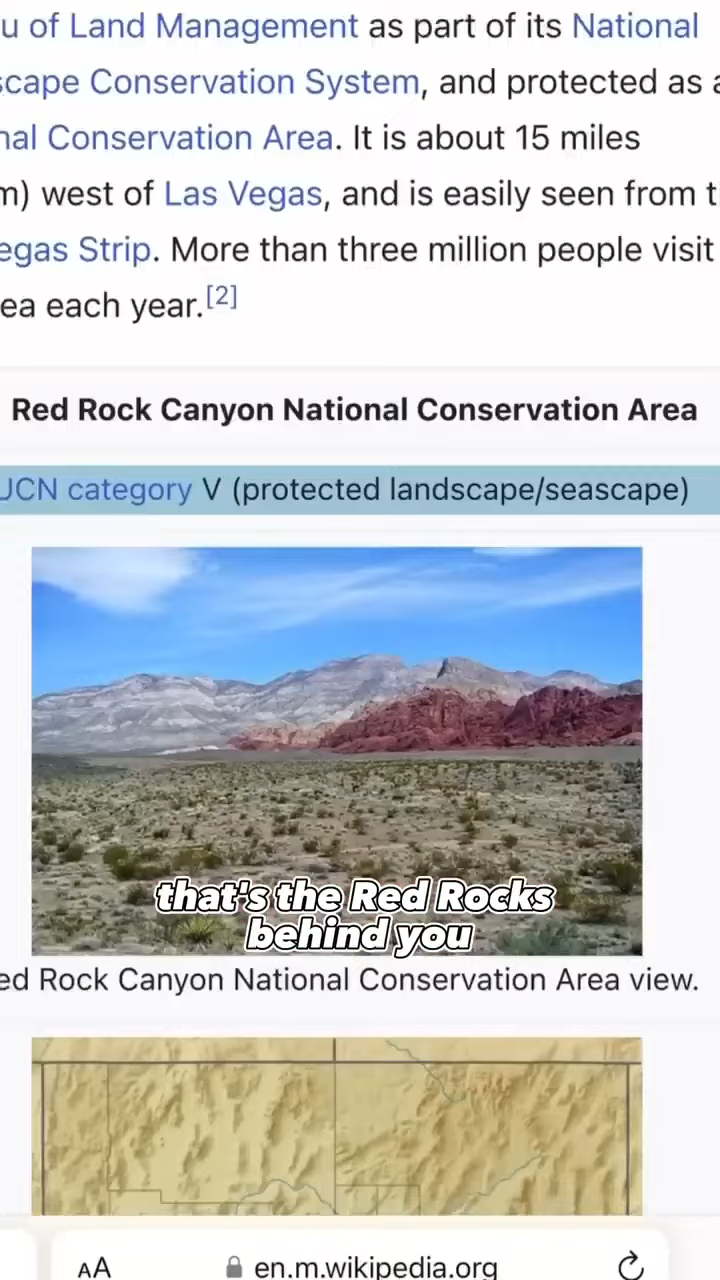 u of Land Management as part of its National
scape Conservation System, and protected as a
nal Conservation Area. It is about 15 miles
m) west of Las Vegas, and is easily seen from t
egas Strip. More than three million people visit
ea each year.[2]
Red Rock Canyon National Conservation Area
UCN category V (protected landscape/seascape)
that's the Red Rocks
behind you
ed Rock Canyon National Conservation Area view.
AA en.m.wikipedia.org